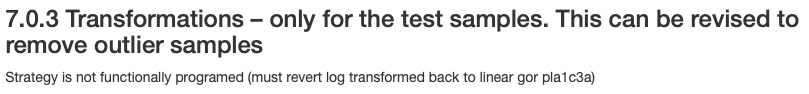 7.0.3 Transformations – only for the test samples. This can be revised to
remove outlier samples
Strategy is not functionally programed (must revert log transformed back to linear gor pla1c3a)